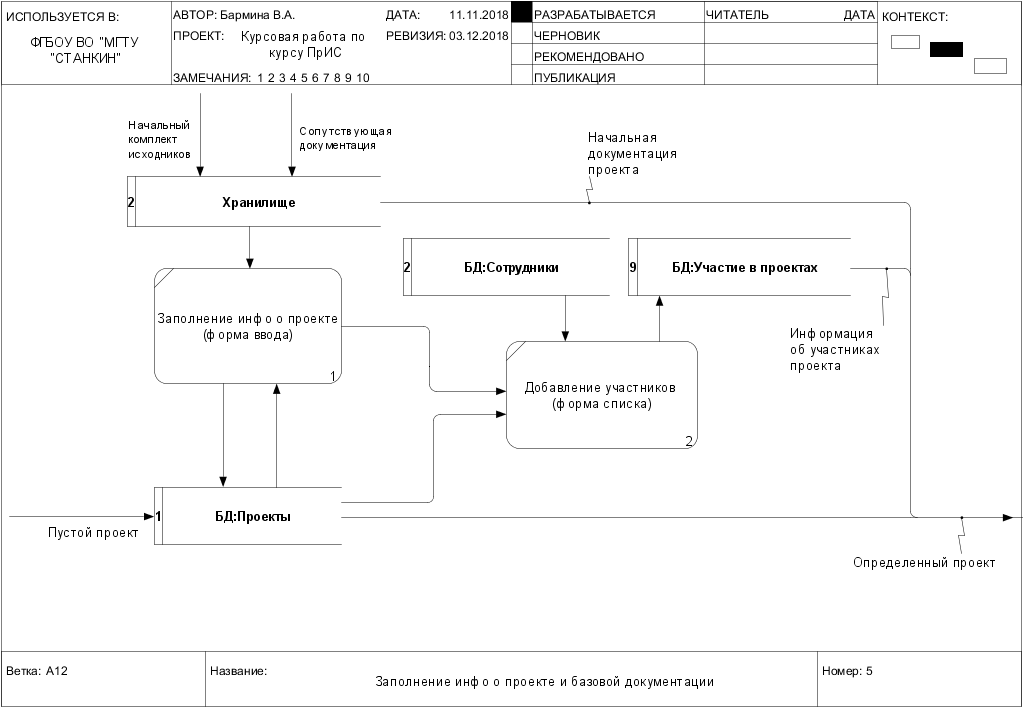 ИСПОЛЬЗУЕТСЯ В:
ФГБОУ ВО "МГТУ
"СТАНКИН"
АВТОР: Бармина В.А.
ДАТА: 11.11.2018
ПРОЕКТ: Курсовая работа по
курсу ПрИС
РЕВИЗИЯ: 03.12.2018
ЗАМЕЧАНИЯ: 1 2 3 4 5 6 7 8 9 10
РАЗРАБАТЫВАЕТСЯ
ЧЕРНОВИК
РЕКОМЕНДОВАНО
ПУБЛИКАЦИЯ
ЧИТАТЕЛЬ ДАТА
КОНТЕКСТ:
Начальный
комплект
исходников
Сопутствующая
документация
Начальная
документация
проекта
2 Хранилище
2 БД:Сотрудники
9 БД:Участие в проектах
Заполнение инфо о проекте
(форма ввода)
1
Информация
об участниках
проекта
Добавление участников
(форма списка)
2
1 БД:Проекты
Пустой проект
Определенный проект
Ветка: A12
Название:
Заполнение инфо о проекте и базовой документации
Номер: 5